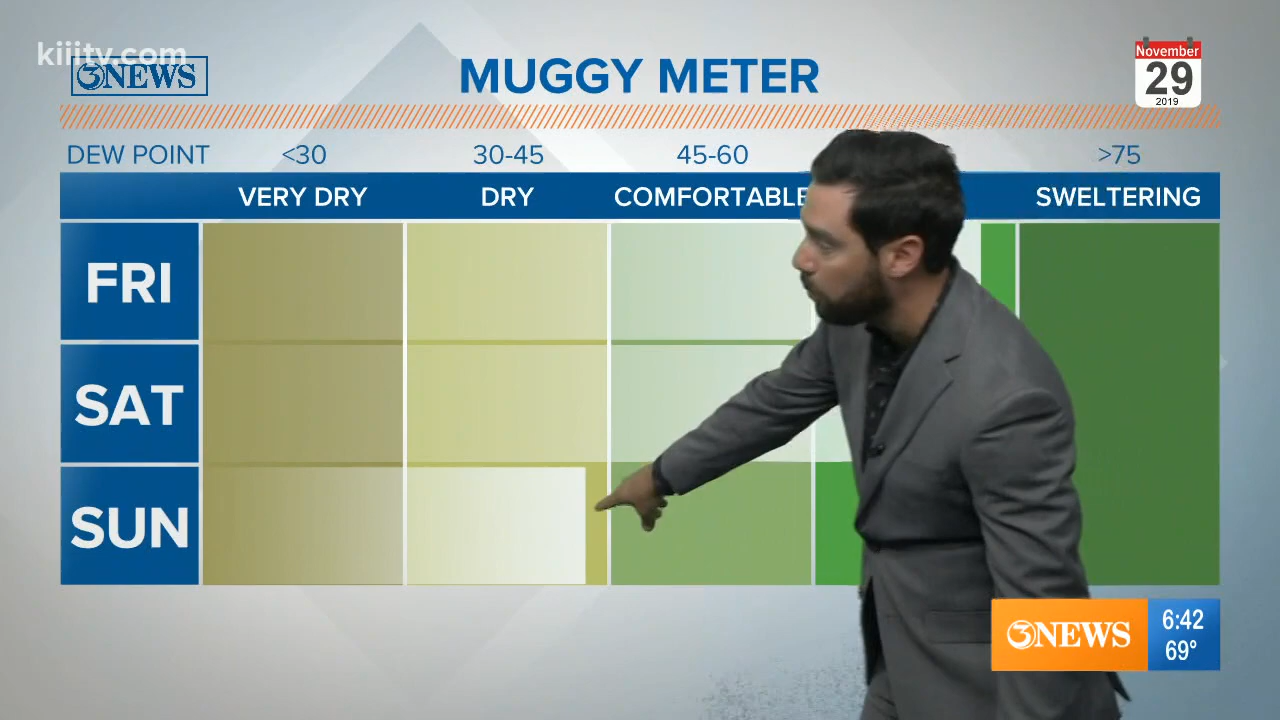 kiiitv.com
3NEWS
MUGGY METER
November
29
2019
DEW POINT <30 30-45 45-60 >75
VERY DRY DRY COMFORTABLE SWELTERING
FRI
SAT
SUN
3NEWS
6:42
69°